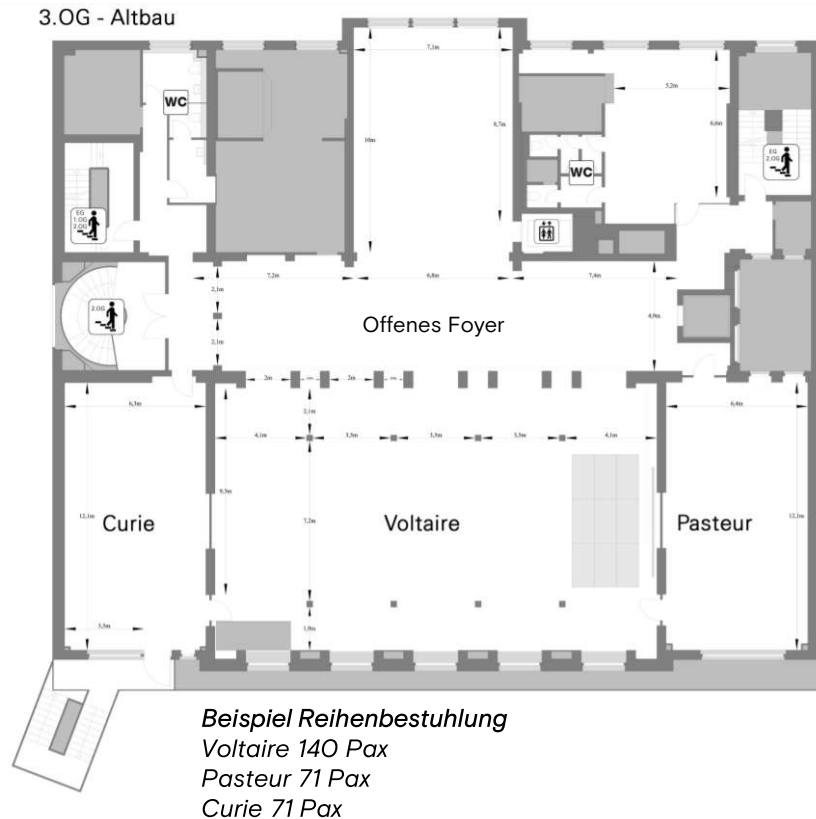 3.OG - Altbau
7,1m
WC
5,2m
10m
8,7m
6,6m
EG
2.OG
WC
EG
1.OG
2.OG
7,2m
6,8m
7,4m
2,1m
2.OG
Offenes Foyer
4,9m
2,1m
2m
2m
6,3m
2,1m
6,4m
4,1m
3,5m
3,5m
3,5m
4,1m
9,3m
12,1m
Curie
7,2m
Voltaire
Pasteur
12,1m
3,5m
1,9m
Beispiel Reihenbestuhlung
Voltaire 140 Pax
Pasteur 71 Pax
Curie 71 Pax